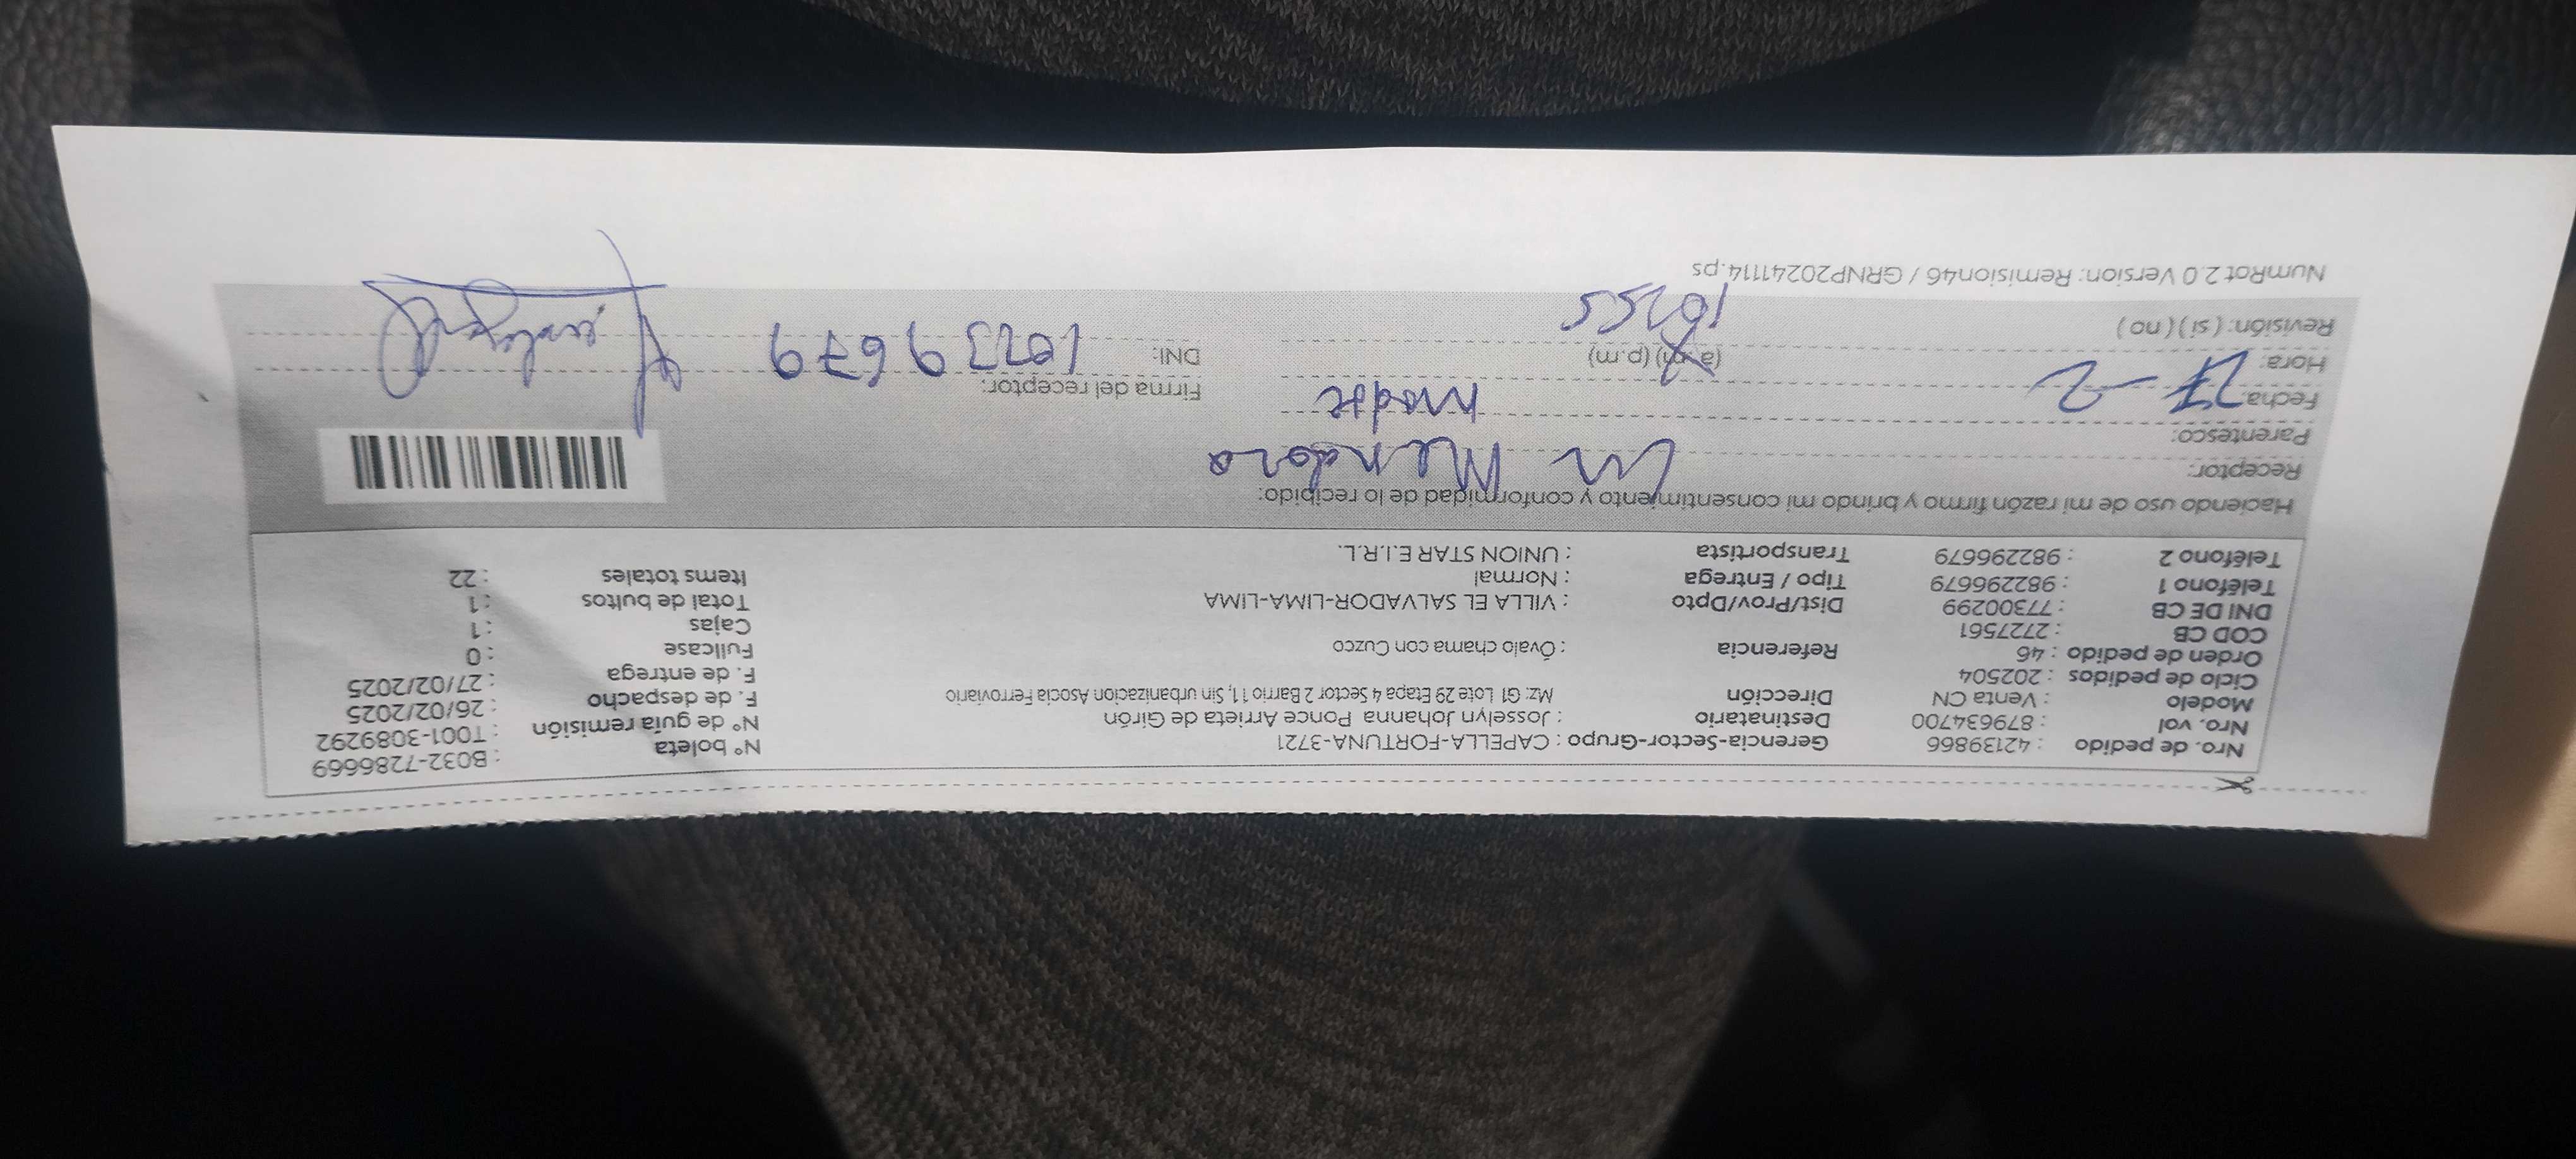 Nro. de pedido : 42139866 Gerencia-Sector-Grupo : CAPELLA-FORTUNA-3721 N° boleta : B032-7286669
Nro. vol : 879634700 Destinatario : Josselyn Johanna Ponce Arrieta de Girón N° de guía remisión : T001-3089292
Modelo : Venta CN Dirección Mz: G1 Lote 29 Etapa 4 Sector 2 Barrio 11, Sin urbanizacion Asocia Ferroviario F. de despacho : 26/02/2025
Ciclo de pedidos : 202504 F. de entrega : 27/02/2025
Orden de pedido : 46 Referencia : Óvalo chama con Cuzco Fullcase : 0
COD CB : 2727561 Cajas : 1
DNI DE CB : 77300299 Dist/Prov/Dpto : VILLA EL SALVADOR-LIMA-LIMA Total de bultos : 1
Teléfono 1 : 982296679 Tipo / Entrega : Normal Items totales : 22
Teléfono 2 : 982296679 Transportista : UNION STAR E.I.R.L.
Haciendo uso de mi razón firmo y brindo mi consentimiento y conformidad de lo recibido:
Receptor: Mendoza
Parentesco: madre
Fecha: 27-2 Firma del receptor:
Hora: (a.m) (p.m) DNI:
Revisión: ( si ) ( no ) 10:55
NumRot 2.0 Version: Remision46 / GRNP20241114.ps